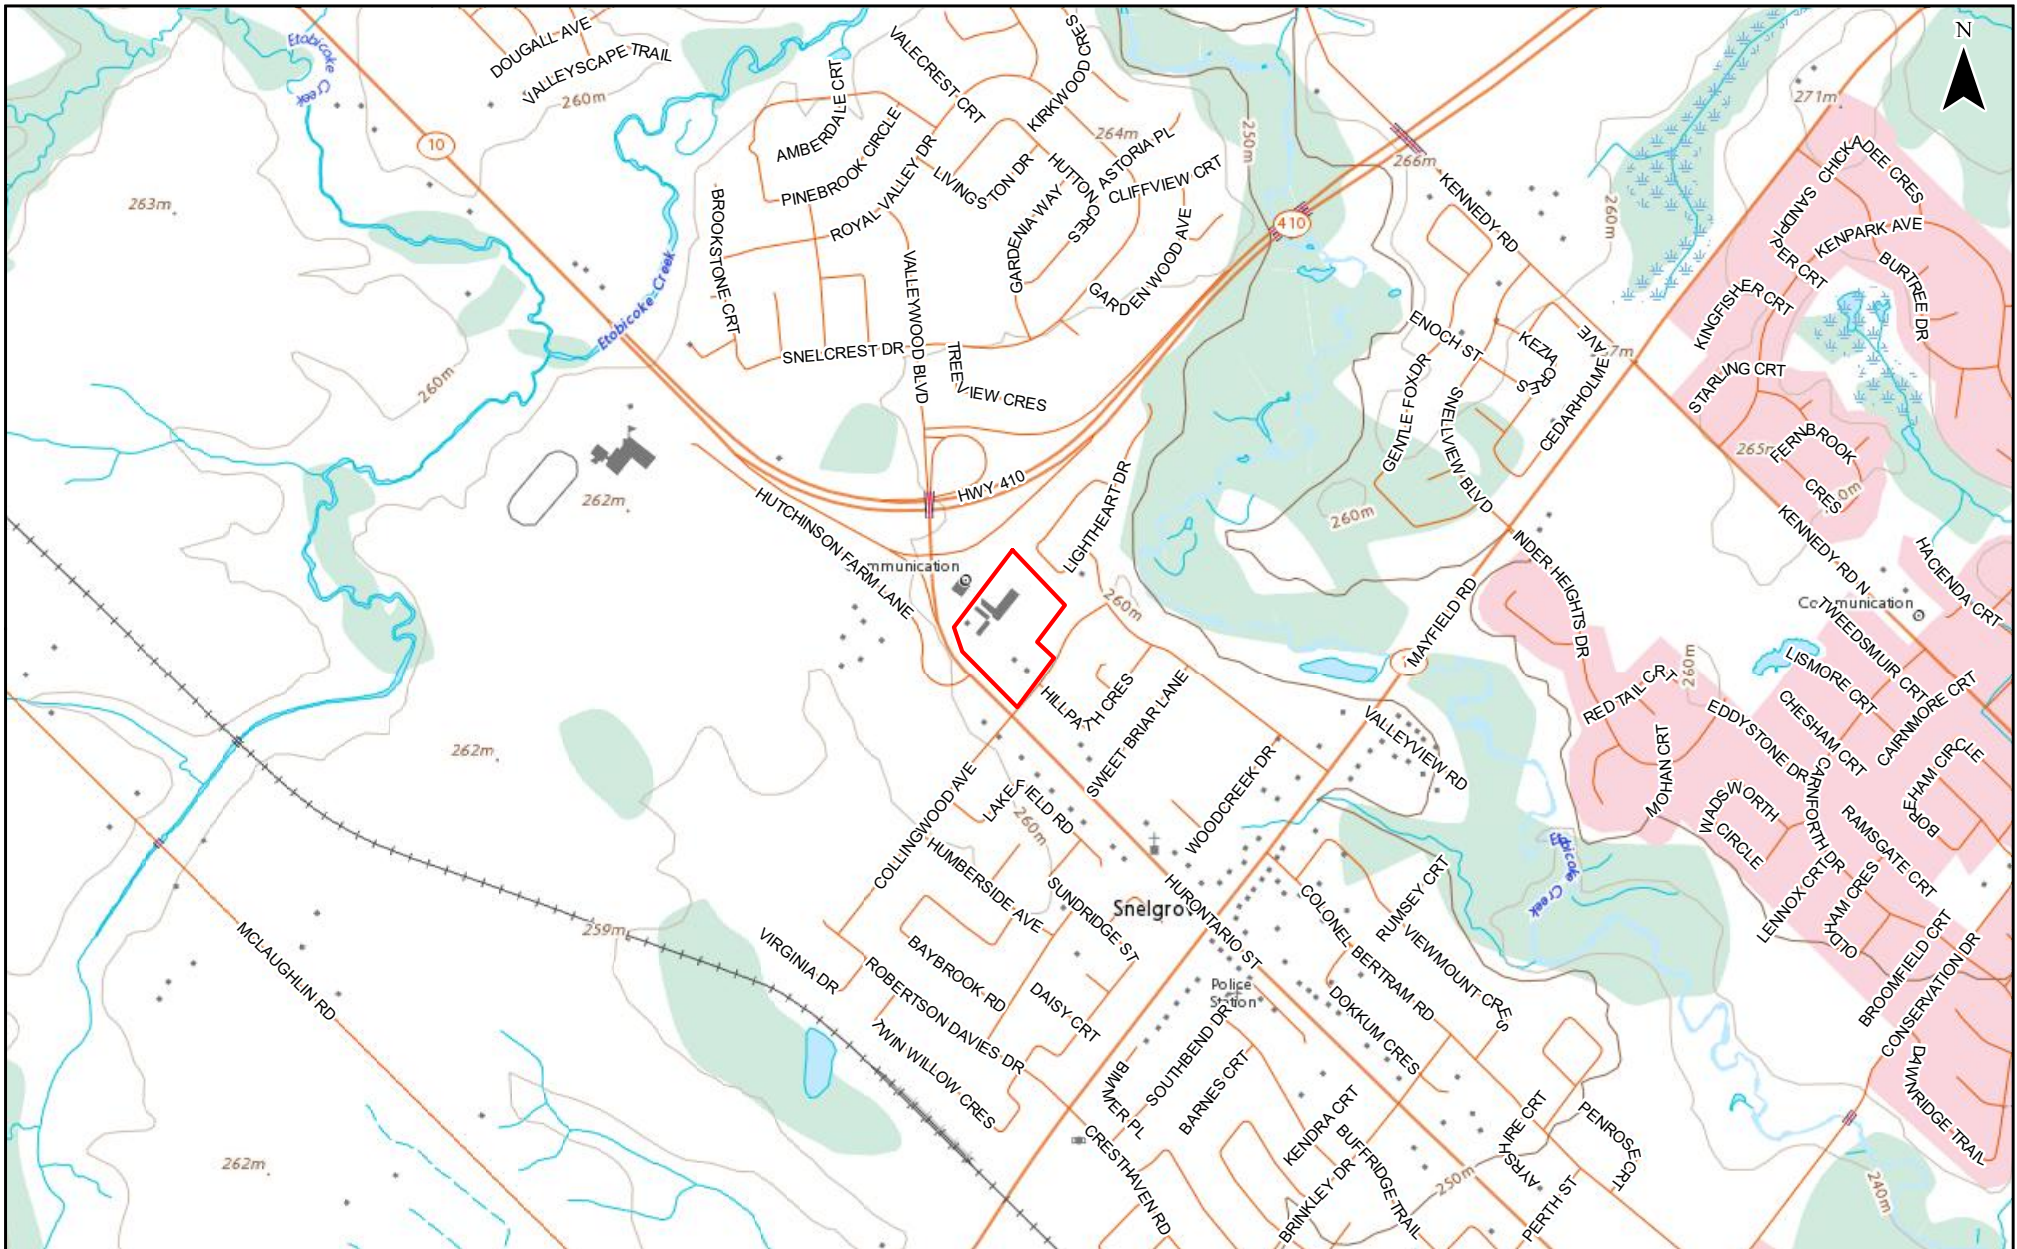 N
DOUGALL AVE
VALLEYSCAPE TRAIL
260m
Etobicoke Creek
10
263m
VALECREST CRT
KIRKWOOD CRES
AMBERDALE CRT
PINEBROOK CIRCLE
ROYAL VALLEY DR
LIVINGSTON DR
264m
ASTORIA PL
HUTTON CRES
CLIFFVIEW CRT
GARDENIA WAY
GARDENWOOD AVE
250m
410
266m
KENNEDY RD
260m
271m
CHICKADEE CRES
SANDPIPER CRT
KENPARK AVE
BURTREE DR
KINGFISHER CRT
BROOKSTONE CRT
Etobicoke Creek
VALLEYWOOD BLVD
SNELCREST DR
TREEVIEW CRES
260m
ENOCH ST
KEZIA CRES
CEDARHOLME AVE
GENTLE FOX DR
SNELLVIEW BLVD
STARLING CRT
FERNBROOK CRES
265m
HWY 410
LIGHTHEART DR
262m
HUTCHINSON FARM LANE
260m
INDER HEIGHTS DR
KENNEDY RD N
HACIENDA CRT
Communication
TWEEDSMUIR CRT
LISMORE CRT
CAIRNMORE CRT
260m
MAYFIELD RD
260m
RED TAIL CRT
EDDYSTONE DR
CHESHAM CRT
HILLPATH CRES
SWEET BRIAR LANE
VALLEYVIEW RD
MOHAN CRT
WADSWORTH CIRCLE
CARNFORTH DR
BOREHAM CIRCLE
RAMSGATE CRT
262m
COLLINGWOOD AVE
LAKEFIELD RD
260m
WOODCREEK DR
HUMBERSIDE AVE
SUNDRIDGE ST
Etobicoke Creek
LENNOX CRT
OLDHAM CRES
HURONTARIO ST
COLONEL BERTRAM RD
RUMSEY CRT
VIEWMOUNT CRES
BROOMFIELD CRT
CONSERVATION DR
MCLAUGHLIN RD
259m
VIRGINIA DR
ROBERTSON DAVIES DR
BAYBROOK RD
DAISY CRT
Police
Station
DOKKUM CRES
TWIN WILLOW CRES
BIMMER PL
SOUTHBEND DR
BARNES CRT
KENDRA CRT
BUFFRIDGE TRAIL
AYRSHIRE CRT
PENROSE CRT
DAWNRIDGE TRAIL
262m
CRESTHAVEN RD
BRINKLEY DR
250m
PERTH ST
240m